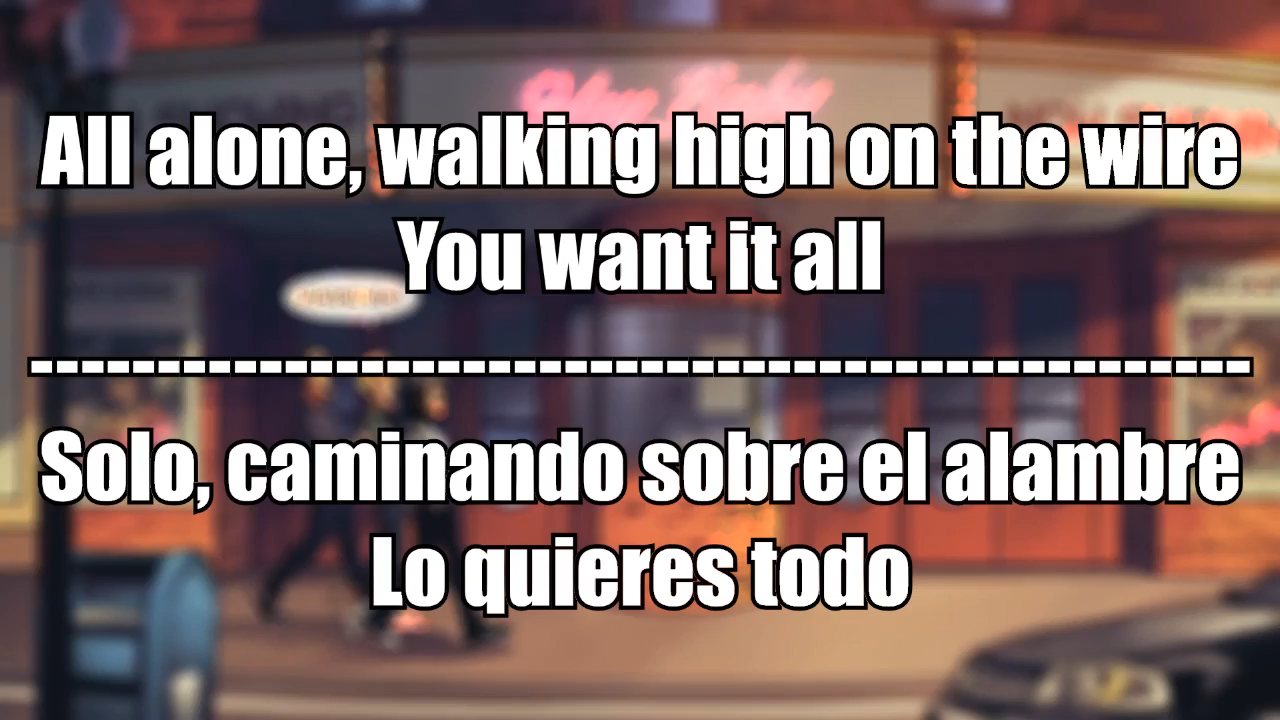 All alone, walking high on the wire
You want it all
------------------------------------------------
Solo, caminando sobre el alambre
Lo quieres todo